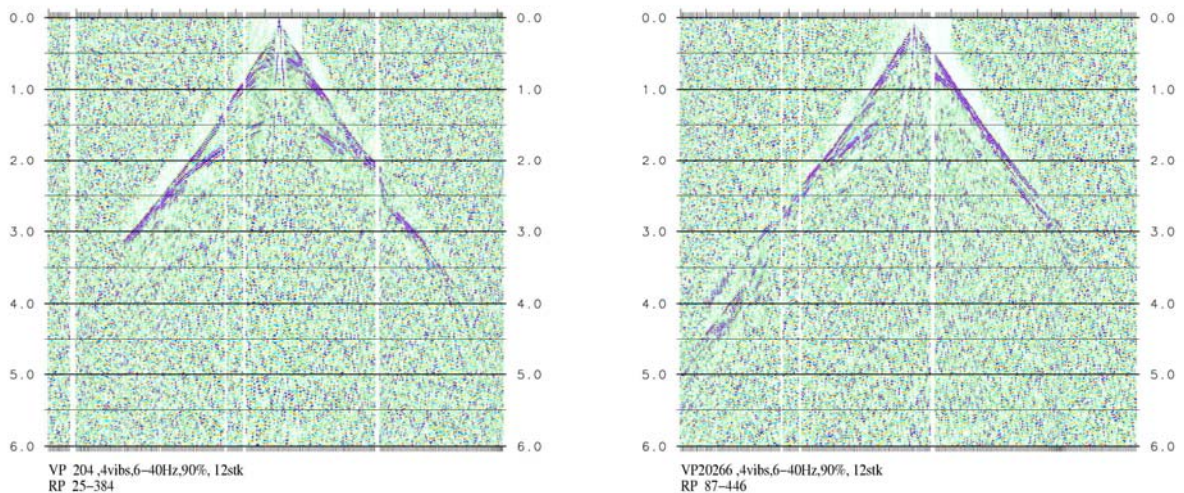 0.0 0.0 0.0 0.0
1.0 1.0 1.0 1.0
2.0 2.0 2.0 2.0
3.0 3.0 3.0 3.0
4.0 4.0 4.0 4.0
5.0 5.0 5.0 5.0
6.0 6.0 6.0 6.0
VP 204 ,4vibs,6-40Hz,90%, 12stk
RP 25-384
VP20266 ,4vibs,6-40Hz,90%, 12stk
RP 87-446